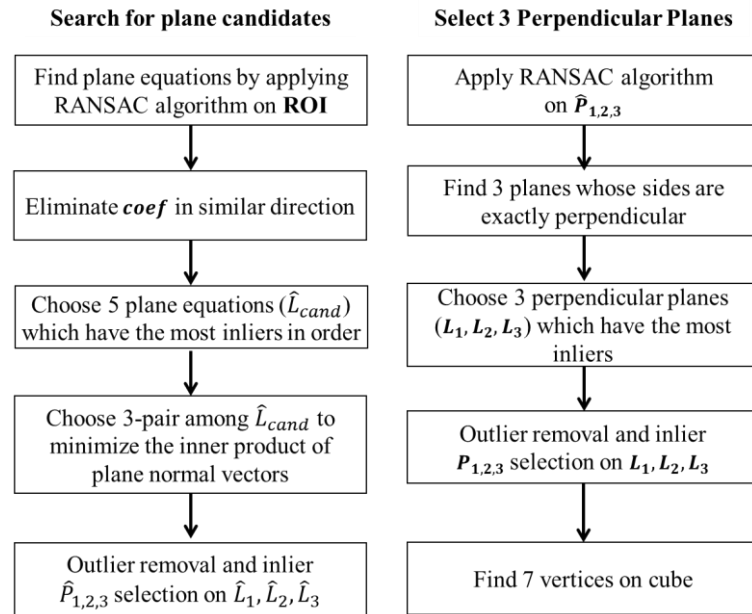 Search for plane candidates
Find plane equations by applying
RANSAC algorithm on ROI
Eliminate coef in similar direction
Choose 5 plane equations (L̂cand)
which have the most inliers in order
Choose 3-pair among L̂cand to
minimize the inner product of
plane normal vectors
Outlier removal and inlier
P̂1,2,3 selection on L̂1, L̂2, L̂3
Select 3 Perpendicular Planes
Apply RANSAC algorithm
on P̂1,2,3
Find 3 planes whose sides are
exactly perpendicular
Choose 3 perpendicular planes
(L1, L2, L3) which have the most
inliers
Outlier removal and inlier
P1,2,3 selection on L1, L2, L3
Find 7 vertices on cube